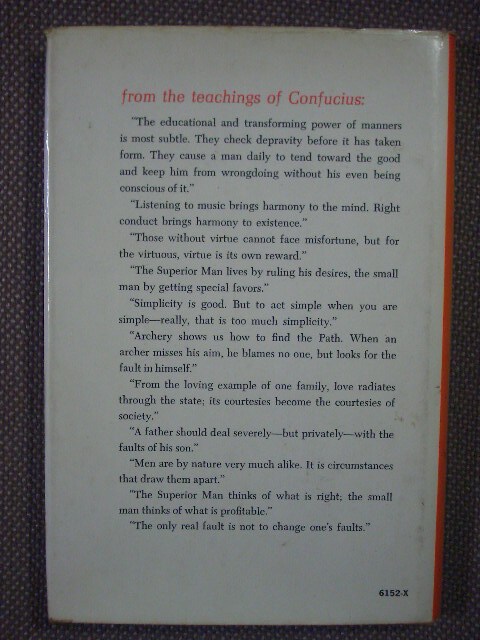 from the teachings of Confucius:
"The educational and transforming power of manners
is most subtle. They check depravity before it has taken
form. They cause a man daily to tend toward the good
and keep him from wrongdoing without his even being
conscious of it."
"Listening to music brings harmony to the mind. Right
conduct brings harmony to existence."
"Those without virtue cannot face misfortune, but for
the virtuous, virtue is its own reward."
"The Superior Man lives by ruling his desires, the small
man by getting special favors."
"Simplicity is good. But to act simple when you are
simple—really, that is too much simplicity."
"Archery shows us how to find the Path. When an
archer misses his aim, he blames no one, but looks for the
fault in himself."
"From the loving example of one family, love radiates
through the state; its courtesies become the courtesies of
society."
"A father should deal severely—but privately—with the
faults of his son."
"Men are by nature very much alike. It is circumstances
that draw them apart."
"The Superior Man thinks of what is right; the small
man thinks of what is profitable."
"The only real fault is not to change one's faults."
6152-X